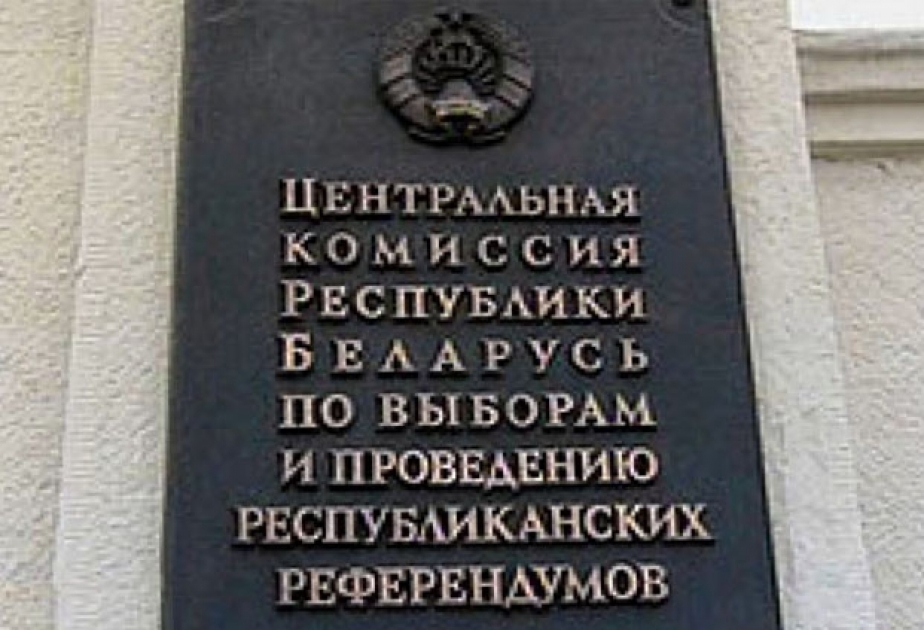 ЦЕНТРАЛЬНАЯ
КОМИССИЯ
РЕСПУБЛИКИ
БЕЛАРУСЬ
ПО ВЫБОРАМ
И ПРОВЕДЕНИЮ
РЕСПУБЛИКАНСКИХ
РЕФЕРЕНДУМОВ